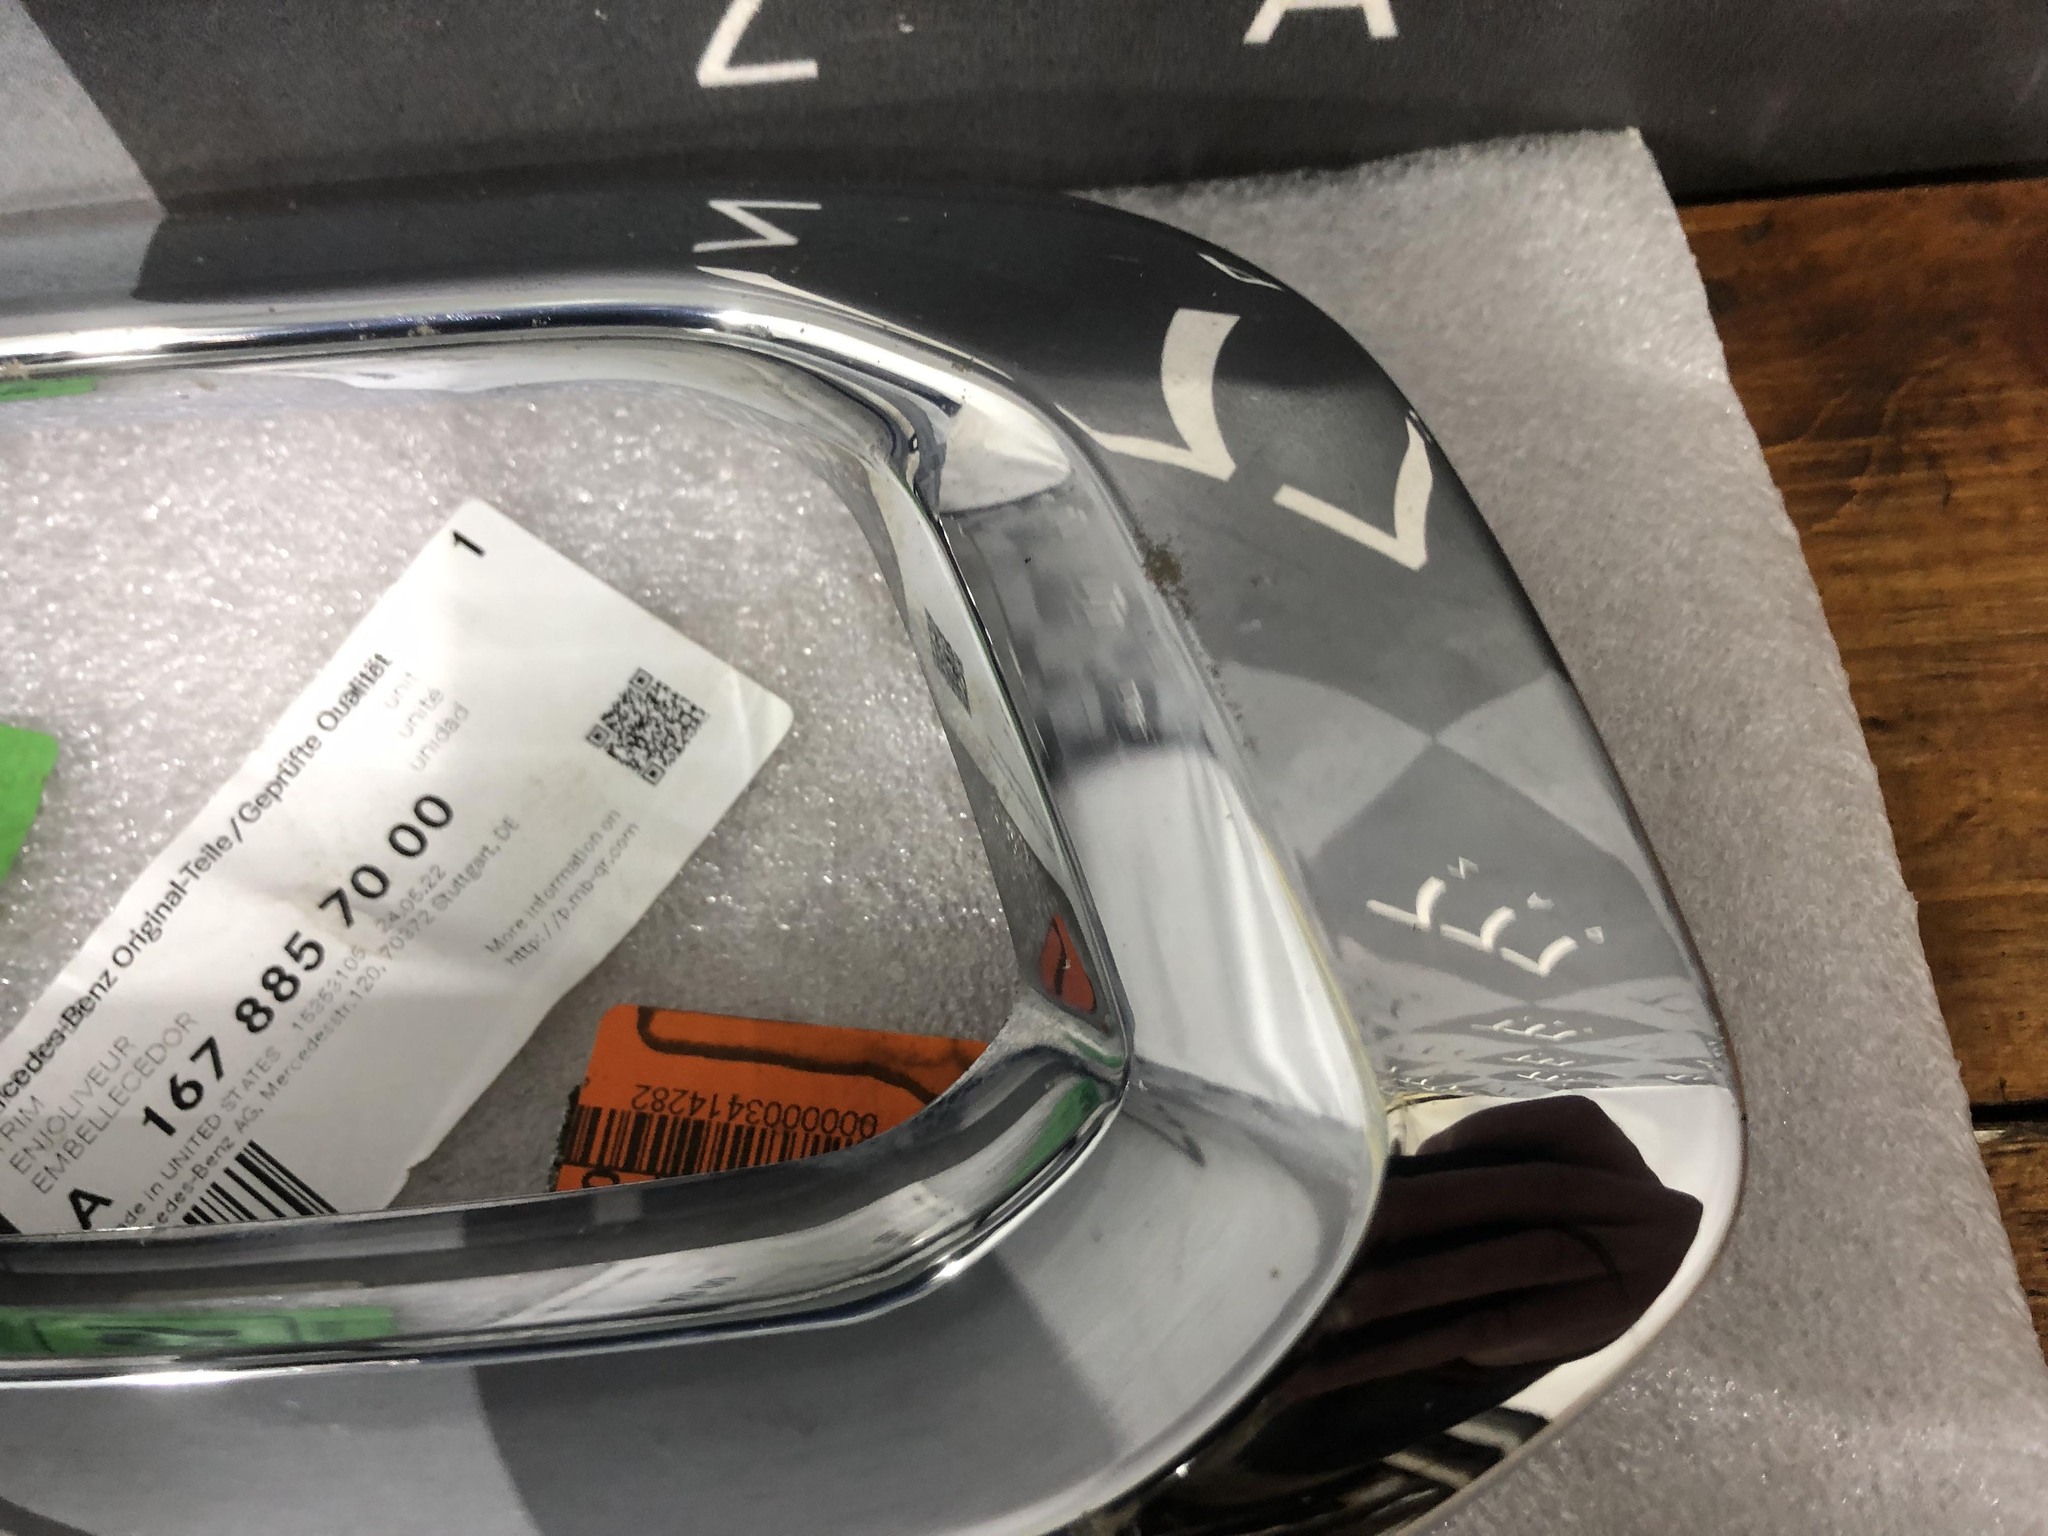 1
Mercedes-Benz Original-Teile/Geprüfte Qualität
unit
unité
unidad
TRIM
ENJOLIVEUR
EMBELLECEDOR
A 167 885 70 00
Made in UNITED STATES 15353105 24.05.22
Mercedes-Benz AG, Mercedesstr.120, 70372 Stuttgart, DE
More information on
http://p.mb-qr.com
0000003414282